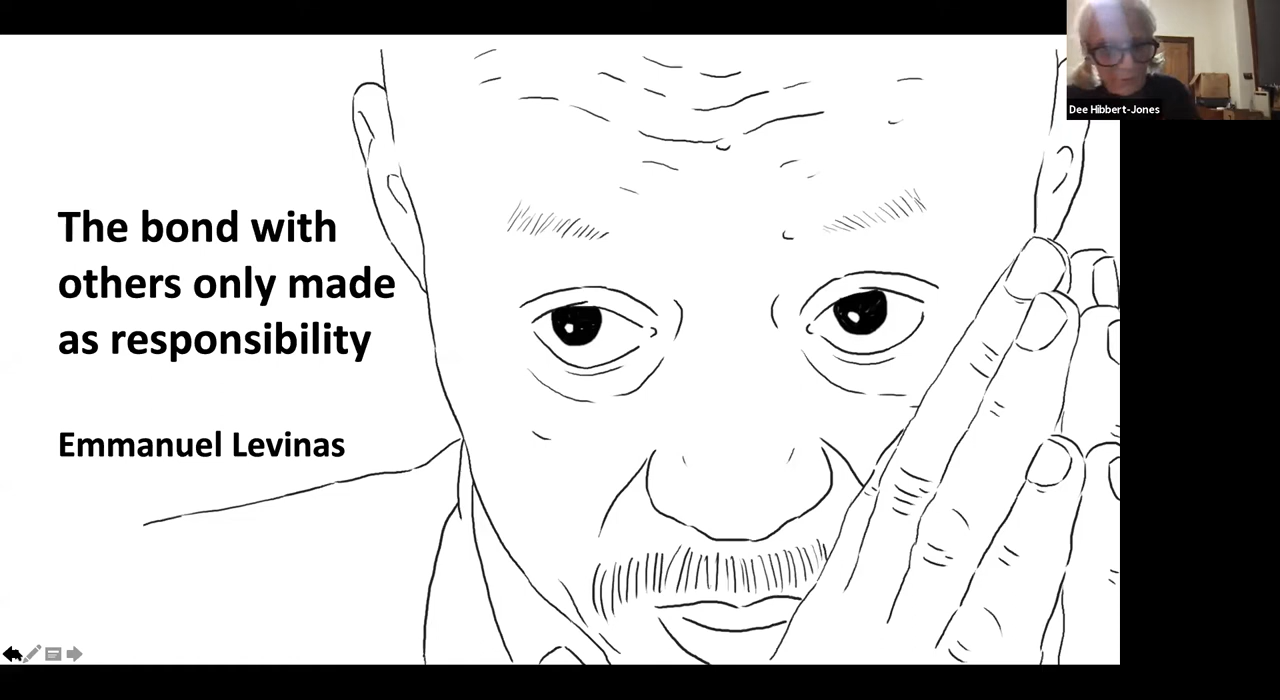 The bond with
others only made
as responsibility
Emmanuel Levinas
Dee Hibbert-Jones